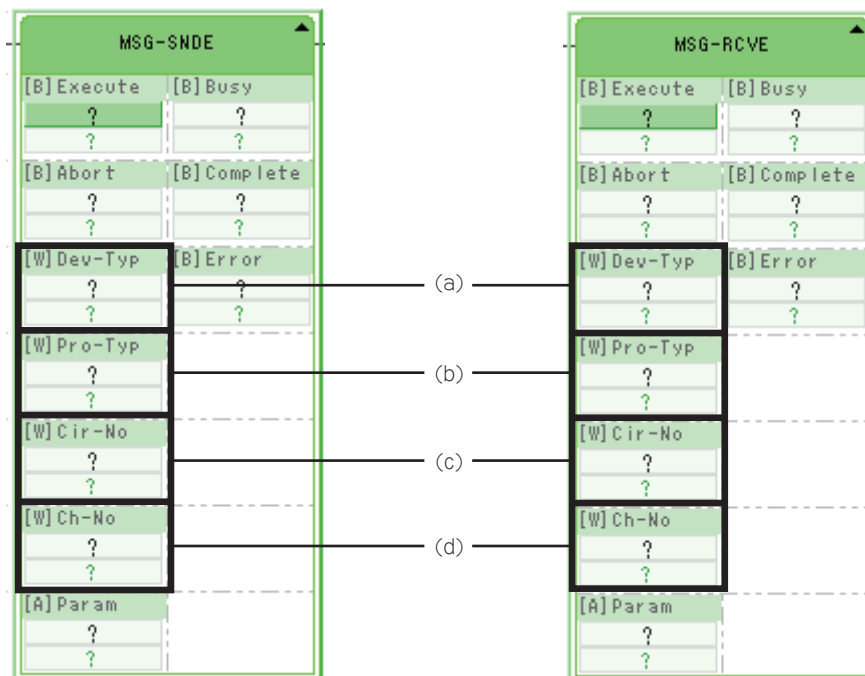 MSG-SNDE
[B]Execute [B]Busy
? ?
? ?
[B]Abort [B]Complete
? ?
? ?
[W]Dev-Typ [B]Error
? ?
? ?
[W]Pro-Typ
?
?
[W]Cir-No
?
?
[W]Ch-No
?
?
[A]Param
?
?
(a)
(b)
(c)
(d)
MSG-RCVE
[B]Execute [B]Busy
? ?
? ?
[B]Abort [B]Complete
? ?
? ?
[W]Dev-Typ [B]Error
? ?
? ?
[W]Pro-Typ
?
?
[W]Cir-No
?
?
[W]Ch-No
?
?
[A]Param
?
?